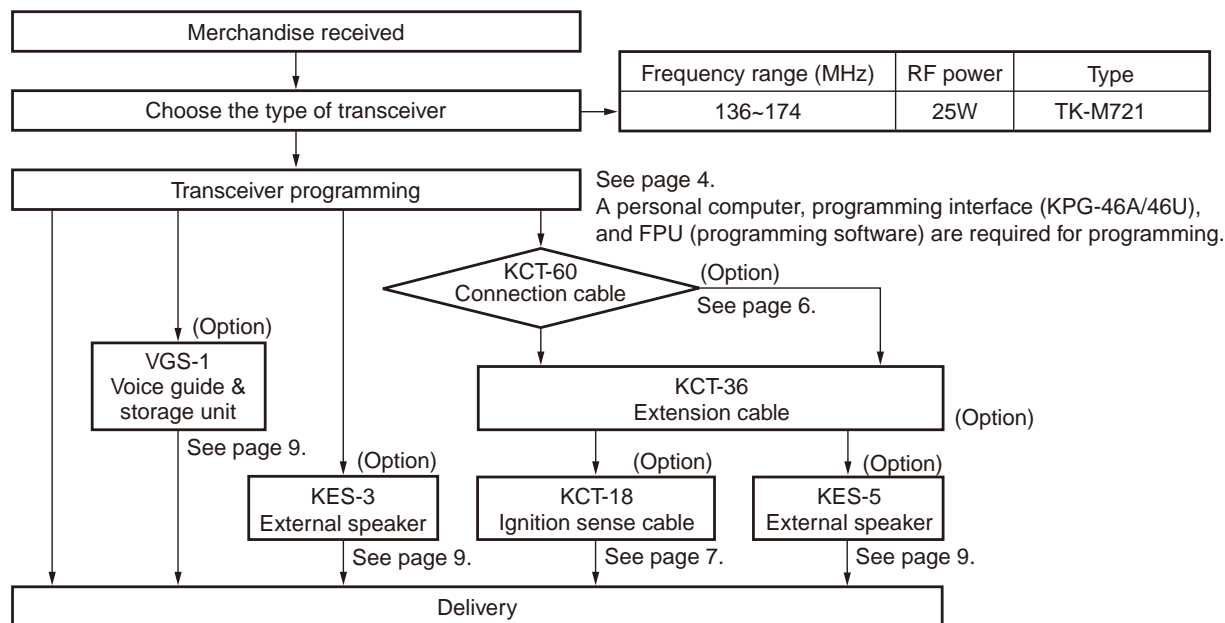 Merchandise received
Choose the type of transceiver
Frequency range (MHz) RF power Type
136~174 25W TK-M721
Transceiver programming
See page 4.
A personal computer, programming interface (KPG-46A/46U),
and FPU (programming software) are required for programming.
KCT-60
Connection cable
(Option)
See page 6.
(Option)
VGS-1
Voice guide &
storage unit
See page 9.
KCT-36
Extension cable
(Option)
(Option)
KES-3
External speaker
See page 9.
(Option)
KCT-18
Ignition sense cable
See page 7.
(Option)
KES-5
External speaker
See page 9.
Delivery